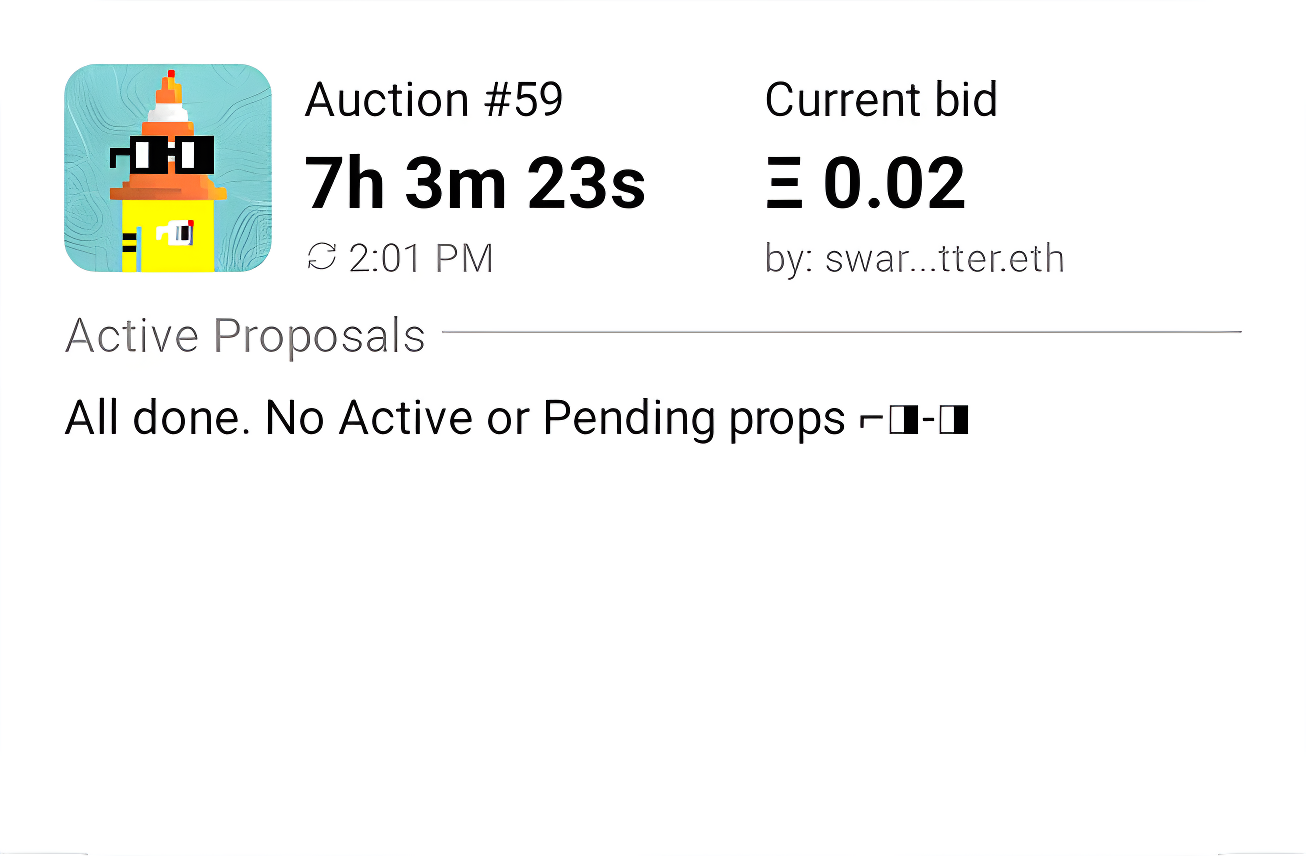 Auction #59
7h 3m 23s
2:01 PM
Current bid
Ξ 0.02
by: swar...tter.eth
Active Proposals
All done. No Active or Pending props ⌐◨-◨